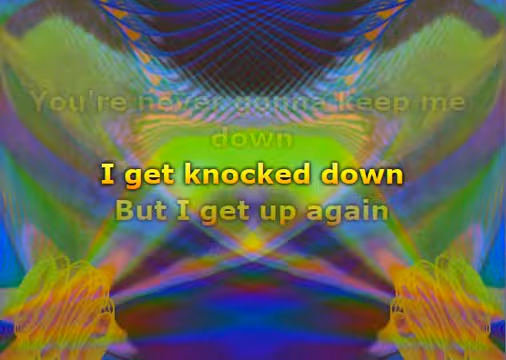 You're never gonna keep me
down
I get knocked down
But I get up again